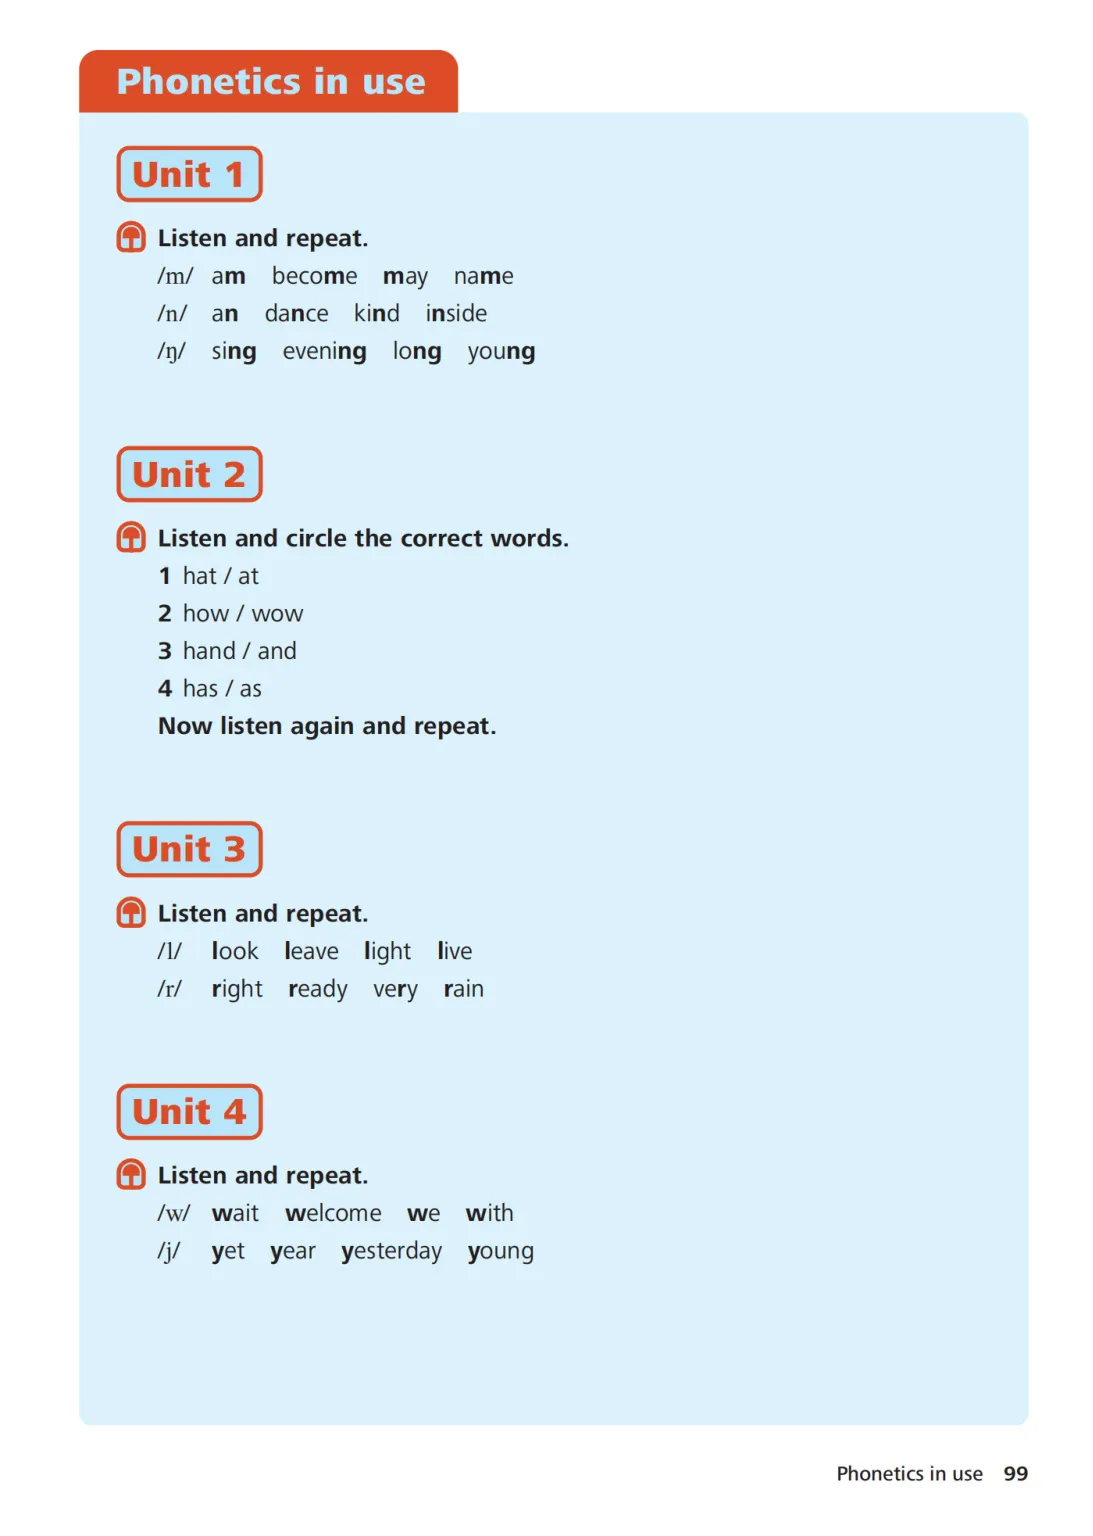 Phonetics in use
Unit 1
Listen and repeat.
/m/ am become may name
/n/ an dance kind inside
/ŋ/ sing evening long young
Unit 2
Listen and circle the correct words.
1 hat / at
2 how / wow
3 hand / and
4 has / as
Now listen again and repeat.
Unit 3
Listen and repeat.
/l/ look leave light live
/r/ right ready very rain
Unit 4
Listen and repeat.
/w/ wait welcome we with
/j/ yet year yesterday young
Phonetics in use 99